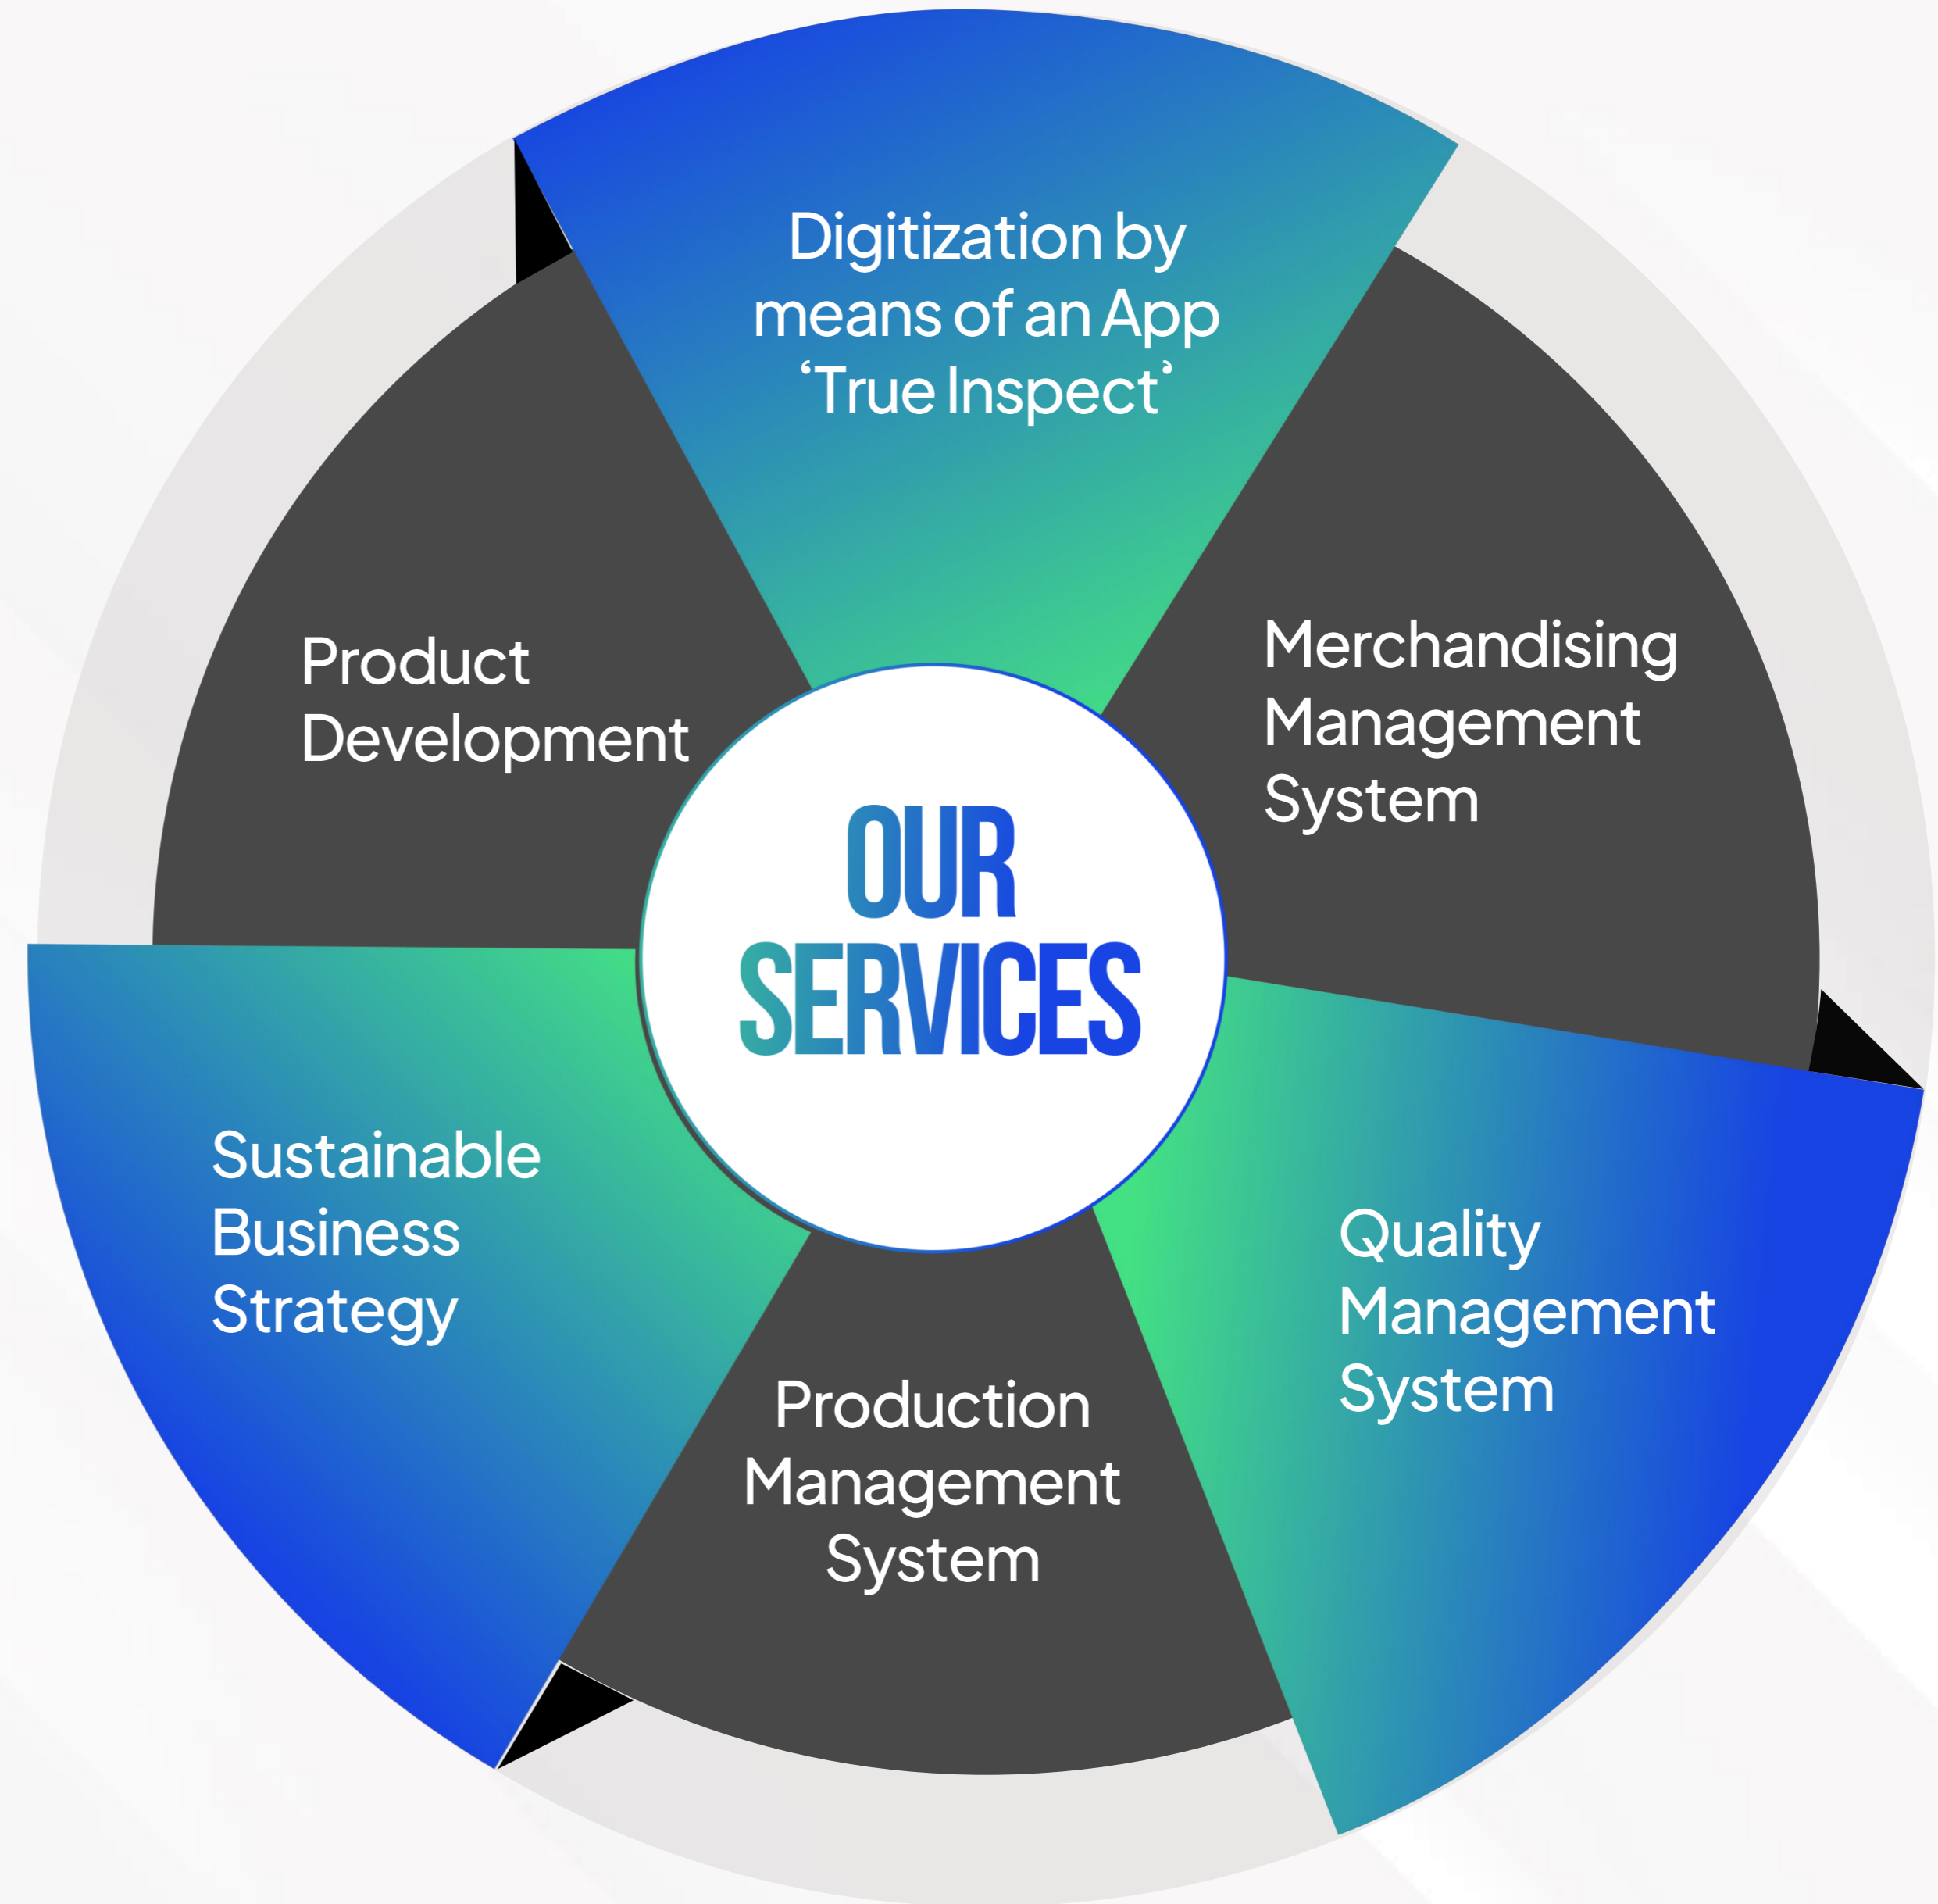 Digitization by
means of an App
‘True Inspect’
Merchandising
Management
System
Quality
Management
System
Production
Management
System
Sustainable
Business
Strategy
Product
Development
OUR
SERVICES